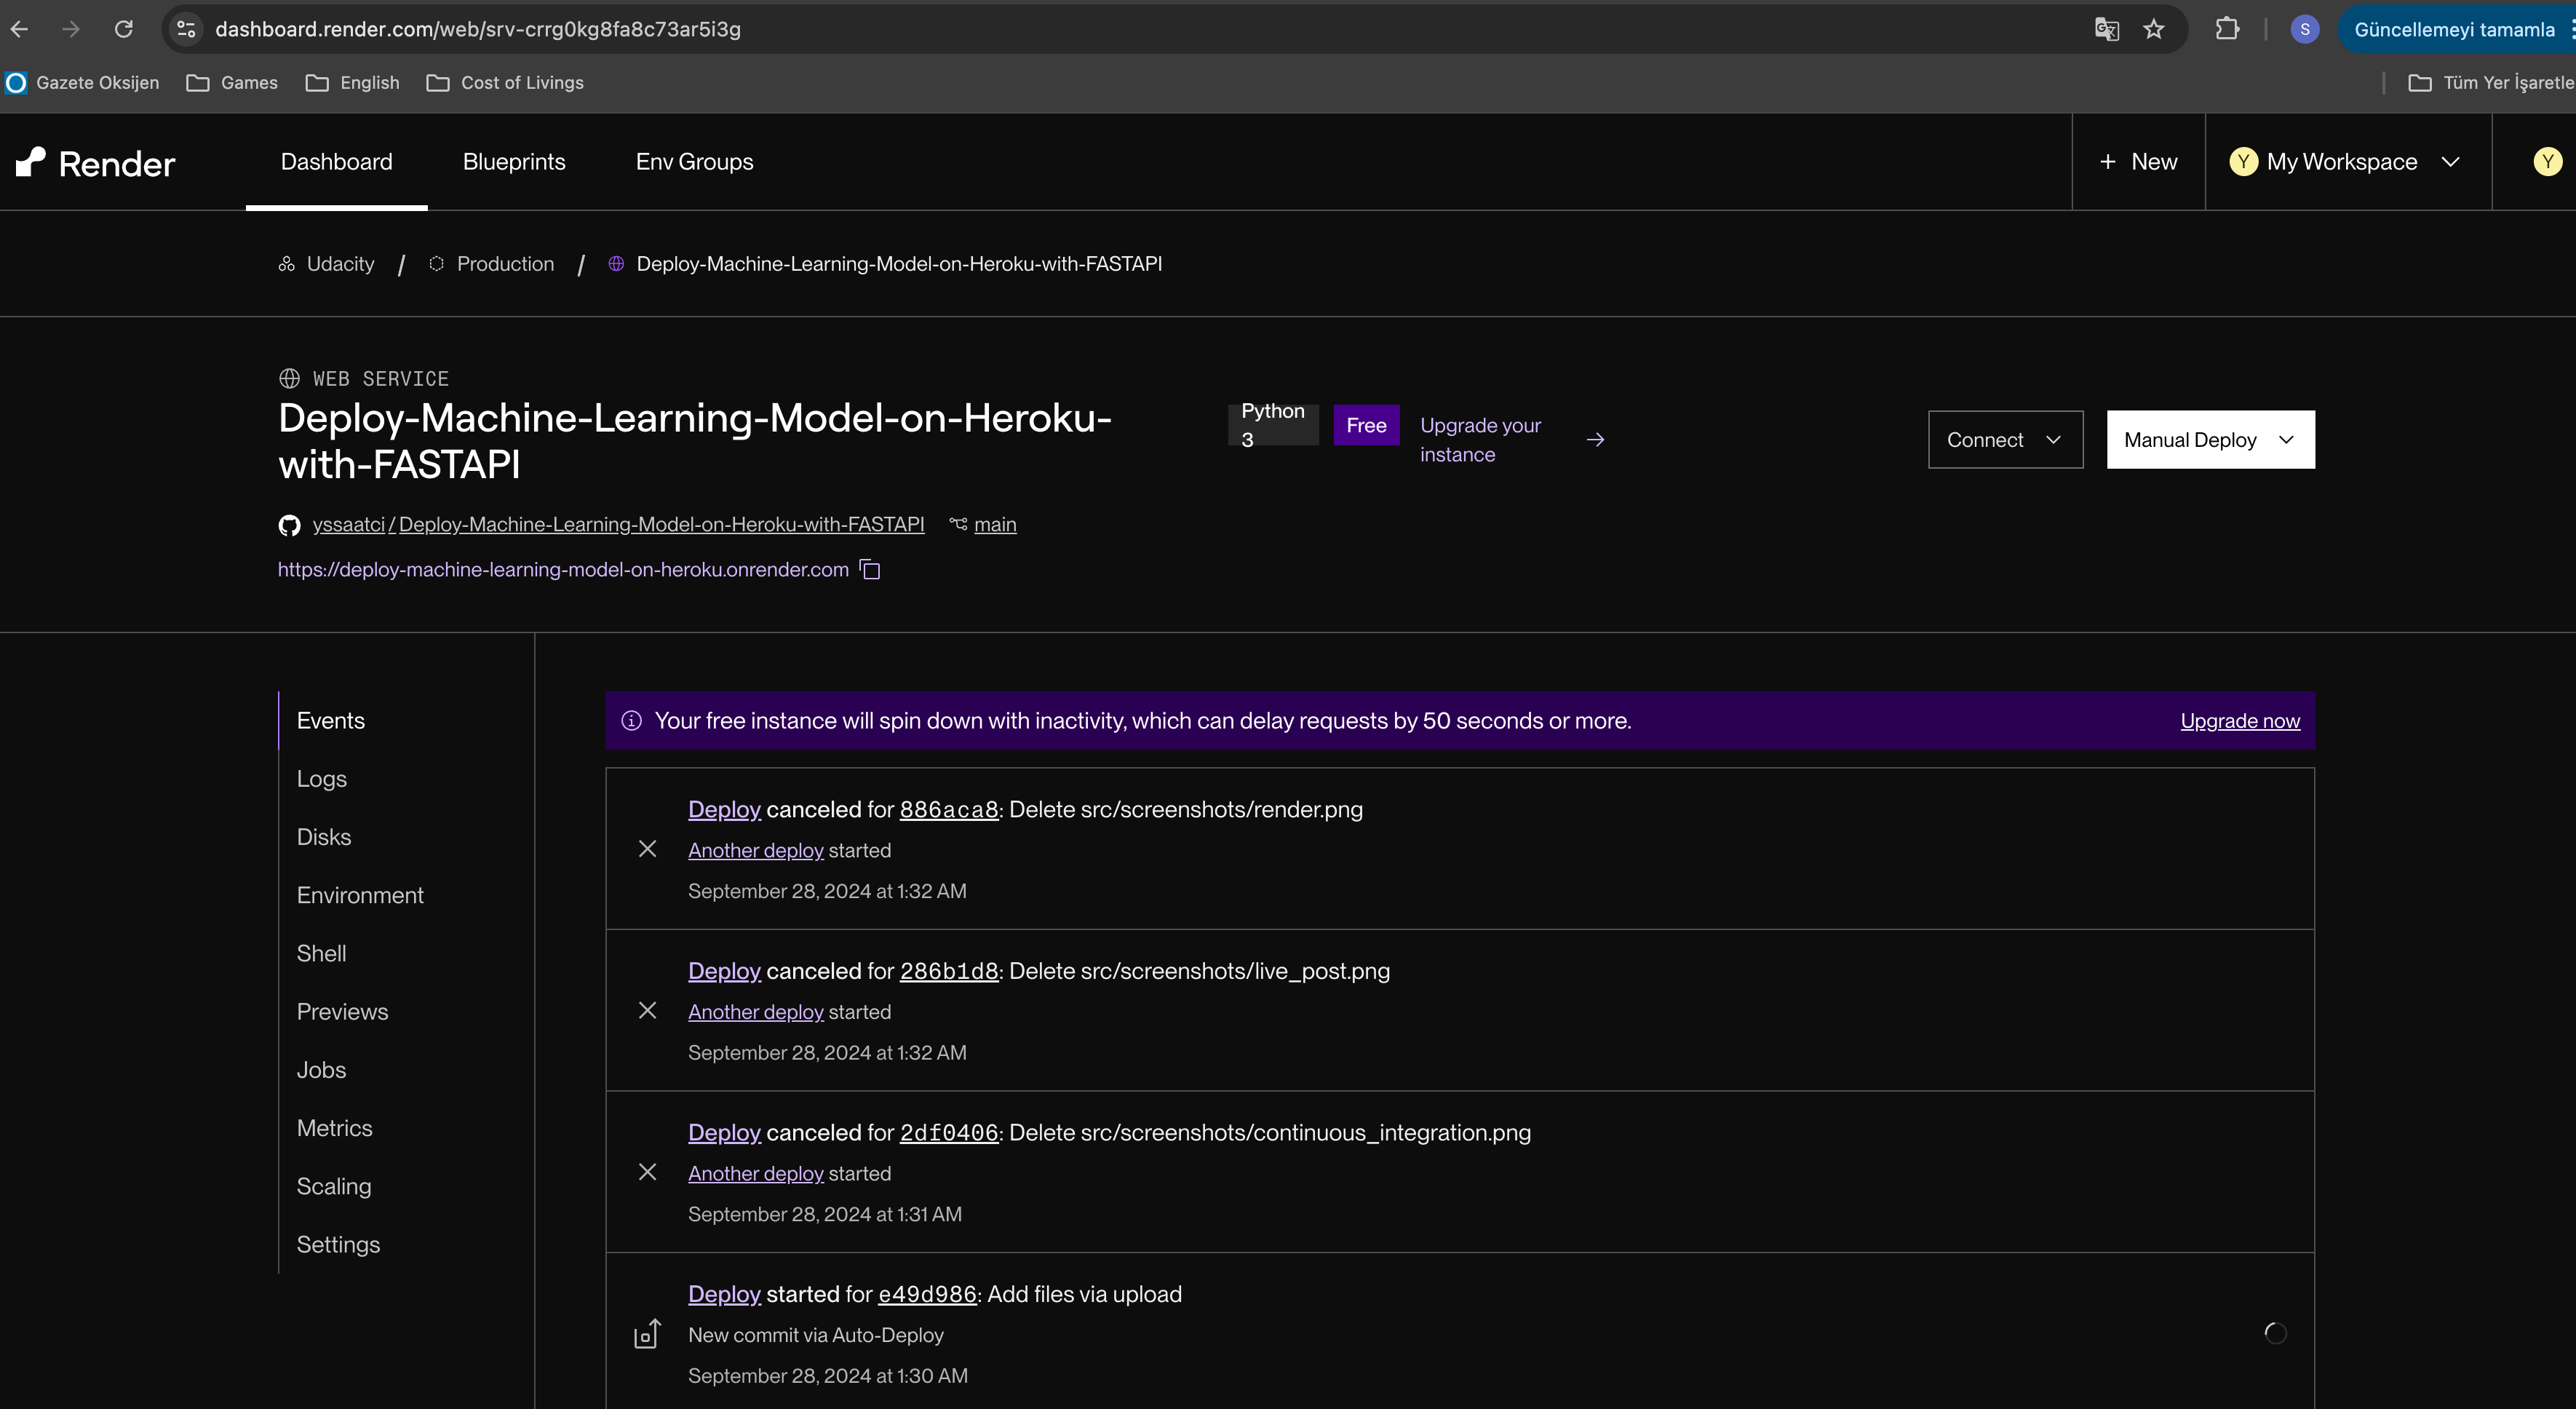 dashboard.render.com/web/srv-crrg0kg8fa8c73ar5i3g
S
Güncellemeyi tamamla
Gazete Oksijen
Games
English
Cost of Livings
Tüm Yer İşaretle
Render
Dashboard
Blueprints
Env Groups
+ New
Y My Workspace
Y
Udacity / Production / Deploy-Machine-Learning-Model-on-Heroku-with-FASTAPI
WEB SERVICE
Deploy-Machine-Learning-Model-on-Heroku-
with-FASTAPI
Python
3
Free
Upgrade your
instance
Connect
Manual Deploy
yssaatci/Deploy-Machine-Learning-Model-on-Heroku-with-FASTAPI
main
https://deploy-machine-learning-model-on-heroku.onrender.com
Events
Logs
Disks
Environment
Shell
Previews
Jobs
Metrics
Scaling
Settings
Your free instance will spin down with inactivity, which can delay requests by 50 seconds or more.
Upgrade now
Deploy canceled for 886aca8: Delete src/screenshots/render.png
Another deploy started
September 28, 2024 at 1:32 AM
Deploy canceled for 286b1d8: Delete src/screenshots/live_post.png
Another deploy started
September 28, 2024 at 1:32 AM
Deploy canceled for 2df0406: Delete src/screenshots/continuous_integration.png
Another deploy started
September 28, 2024 at 1:31 AM
Deploy started for e49d986: Add files via upload
New commit via Auto-Deploy
September 28, 2024 at 1:30 AM